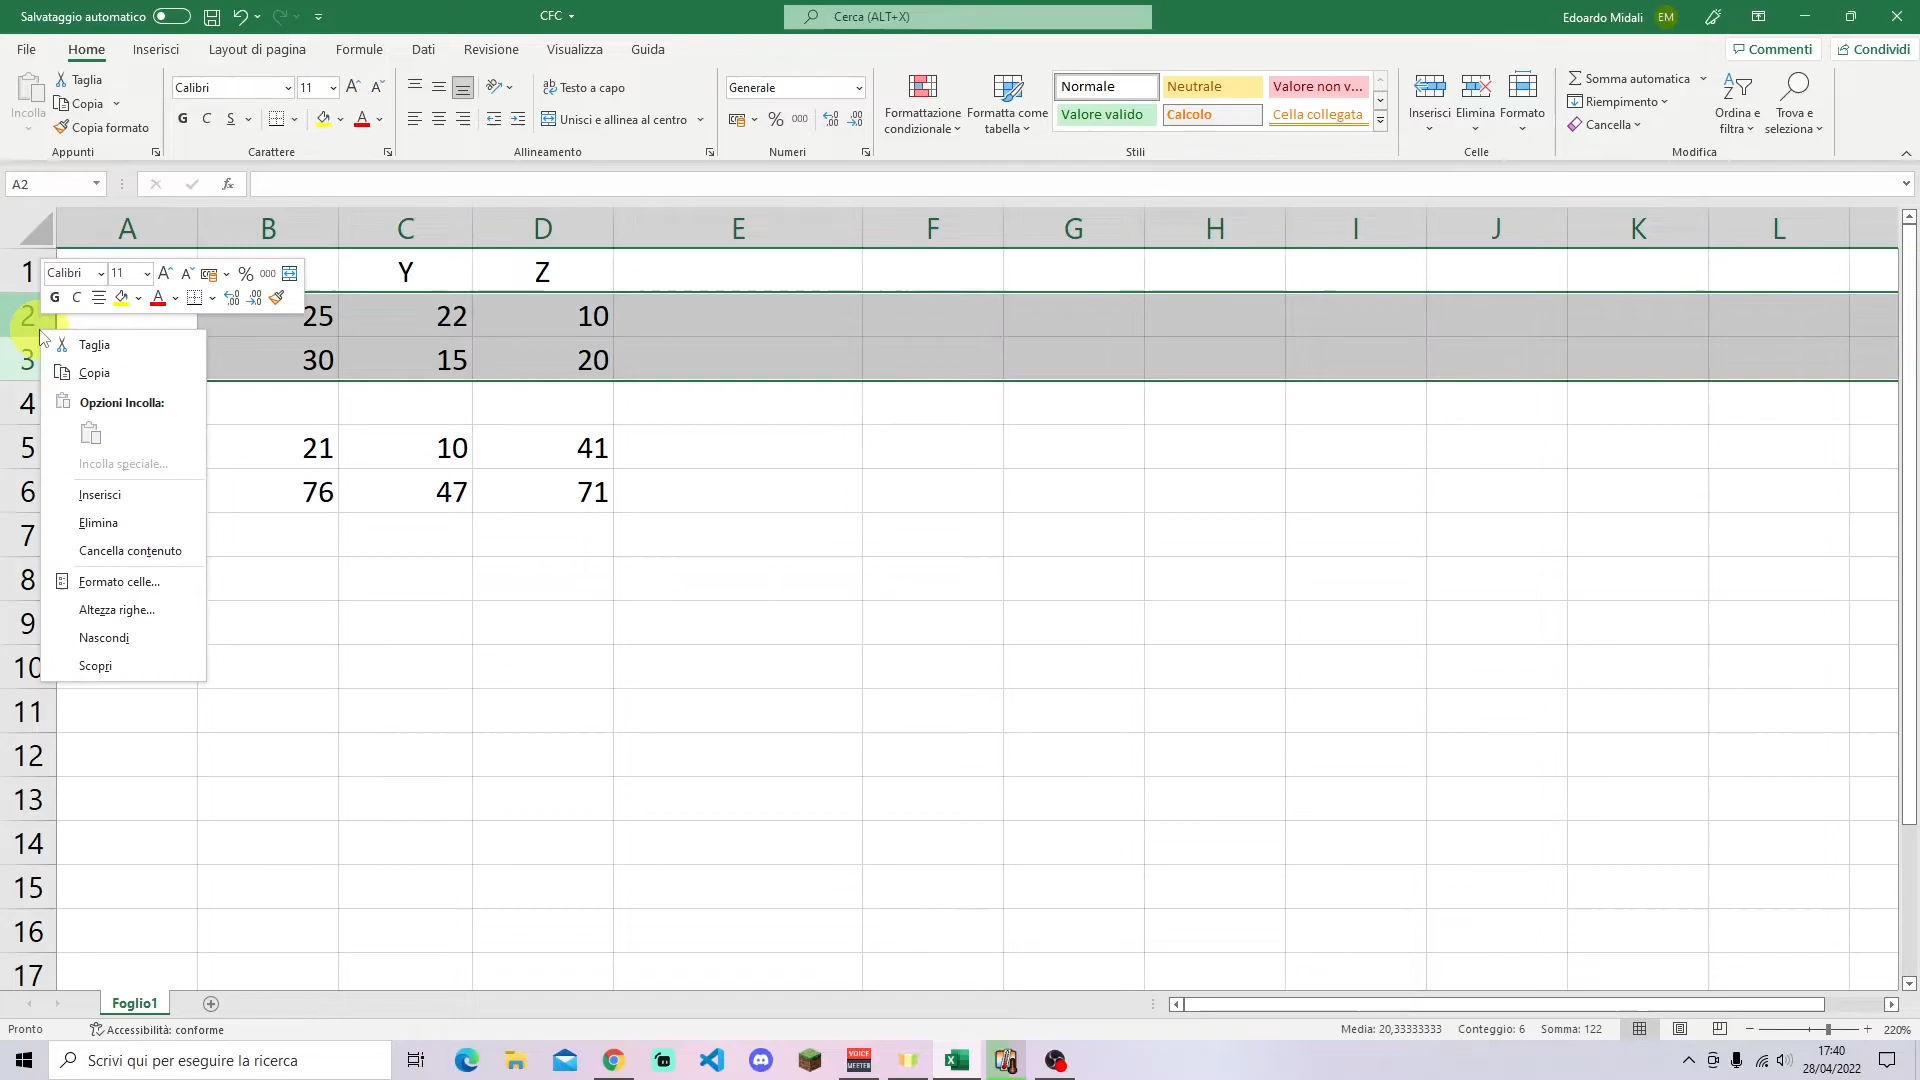 Salvataggio automatico
CFC
Cerca (ALT+X)
Edoardo Midali
EM
File Home Inserisci Layout di pagina Formule Dati Revisione Visualizza Guida
Commenti
Condividi
Incolla
Taglia
Copia
Copia formato
Appunti
Calibri 11
G C S
Carattere
Testo a capo
Unisci e allinea al centro
Allineamento
Generale
% 000
Numeri
Formattazione condizionale
Formatta come tabella
Normale Neutrale Valore non v...
Valore valido Calcolo Cella collegata
Stili
Inserisci Elimina Formato
Celle
Somma automatica
Riempimento
Cancella
Ordina e filtra
Trova e seleziona
Modifica
A2
fx
A B C D E F G H I J K L
1 Y Z
Calibri 11 % 000
G C
2 25 22 10
3 30 15 20
4
5 21 10 41
6 76 47 71
7
8
9
10
11
12
13
14
15
16
17
Taglia
Copia
Opzioni Incolla:
Incolla speciale...
Inserisci
Elimina
Cancella contenuto
Formato celle...
Altezza righe...
Nascondi
Scopri
Foglio1
Pronto
Accessibilità: conforme
Media: 20,33333333 Conteggio: 6 Somma: 122
220%
Scrivi qui per eseguire la ricerca
VOICE MEETER
17:40
28/04/2022